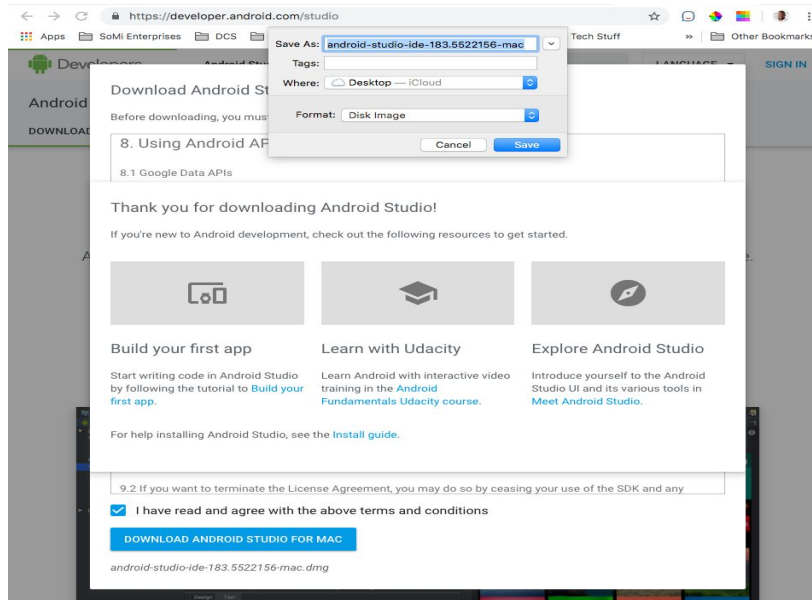 https://developer.android.com/studio
Apps SoMi Enterprises DCS Tech Stuff » Other Bookmarks
Save As: android-studio-ide-183.5522156-mac
Tags:
Where: Desktop — iCloud
Format: Disk Image
Cancel Save
Developers Android Stu LANGUAGE SIGN IN
Android
DOWNLOAD
Download Android St
Before downloading, you mus
8. Using Android AP
8.1 Google Data APIs
Thank you for downloading Android Studio!
If you're new to Android development, check out the following resources to get started.
A
e.
Build your first app
Start writing code in Android Studio
by following the tutorial to Build your
first app.
Learn with Udacity
Learn Android with interactive video
training in the Android
Fundamentals Udacity course.
Explore Android Studio
Introduce yourself to the Android
Studio UI and its various tools in
Meet Android Studio.
For help installing Android Studio, see the Install guide.
9.2 If you want to terminate the License Agreement, you may do so by ceasing your use of the SDK and any
I have read and agree with the above terms and conditions
DOWNLOAD ANDROID STUDIO FOR MAC
android-studio-ide-183.5522156-mac.dmg
Design Text